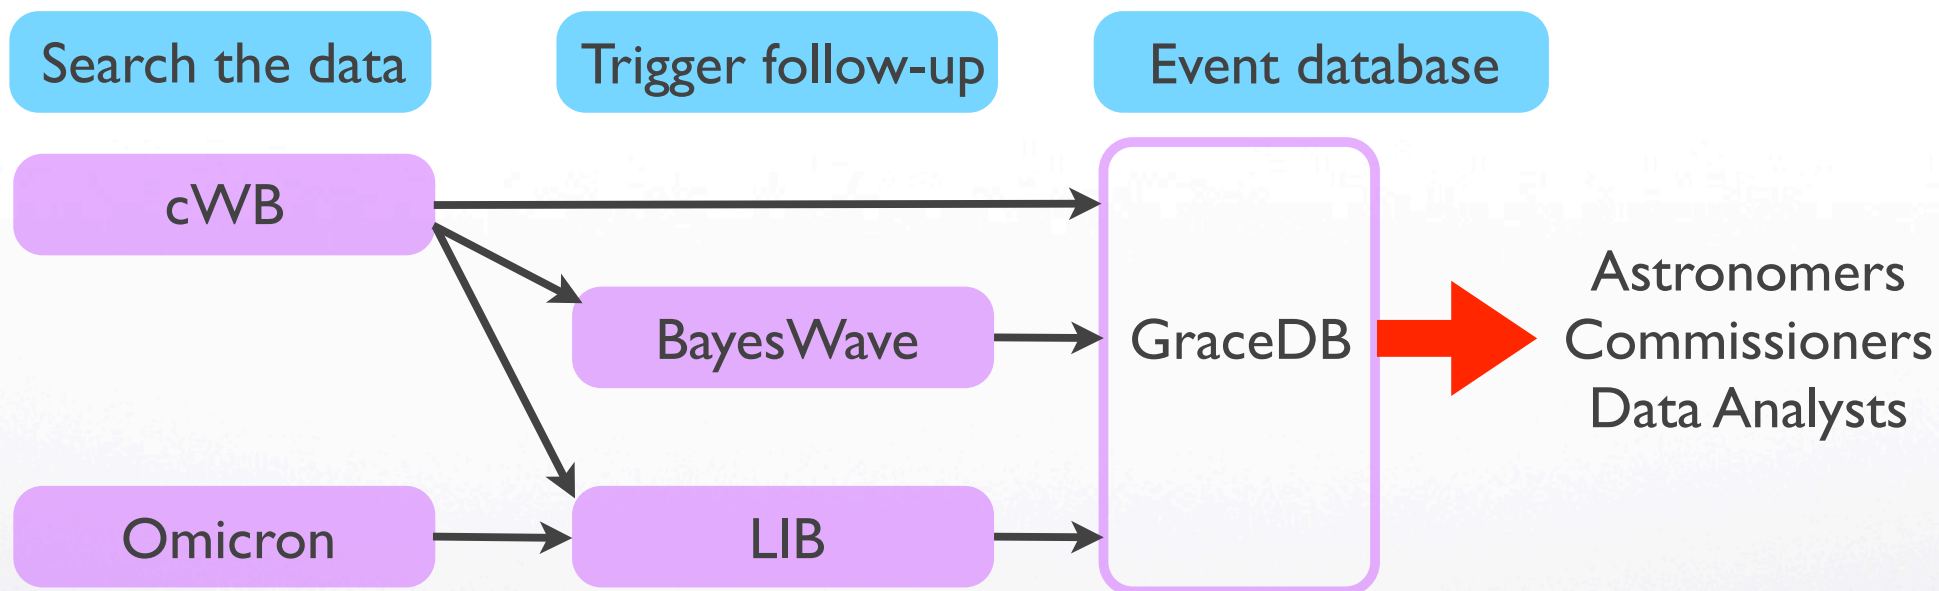 Search the data
Trigger follow-up
Event database
cWB
BayesWave
GraceDB
Astronomers
Commissioners
Data Analysts
Omicron
LIB